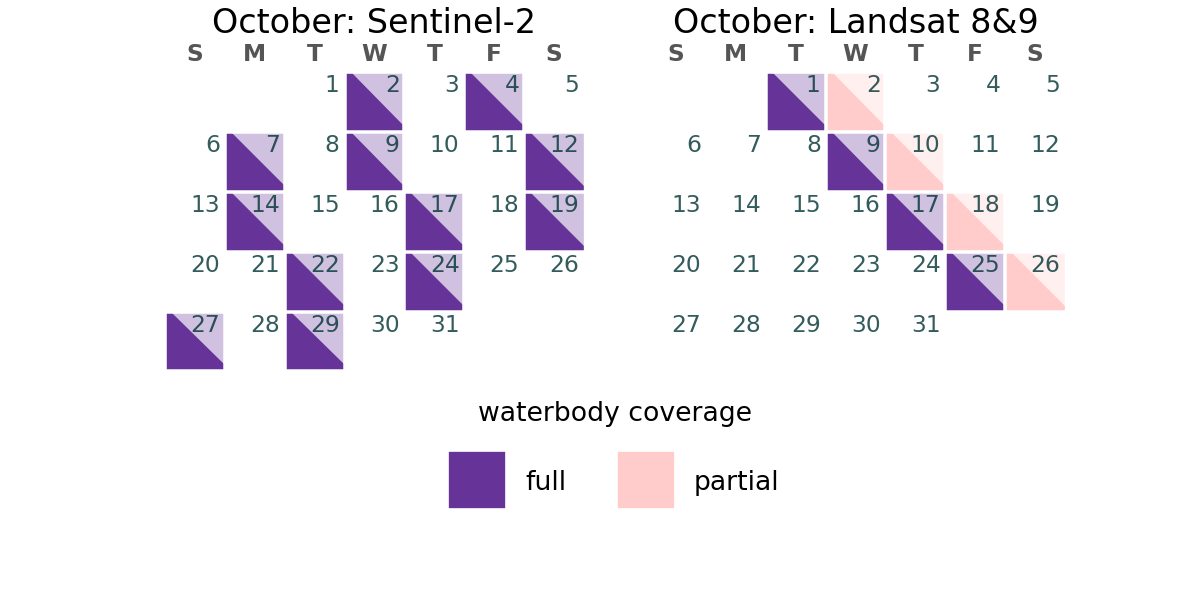 October: Sentinel-2
S M T W T F S
1 2 3 4 5
6 7 8 9 10 11 12
13 14 15 16 17 18 19
20 21 22 23 24 25 26
27 28 29 30 31
October: Landsat 8&9
S M T W T F S
1 2 3 4 5
6 7 8 9 10 11 12
13 14 15 16 17 18 19
20 21 22 23 24 25 26
27 28 29 30 31
waterbody coverage
full partial